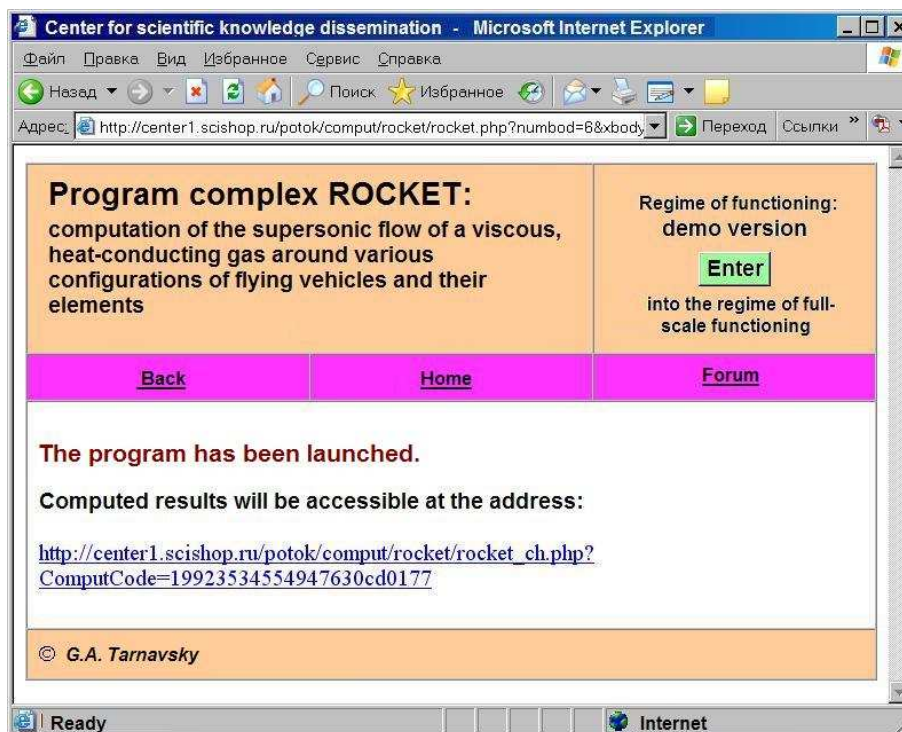 Center for scientific knowledge dissemination - Microsoft Internet Explorer
Файл Правка Вид Избранное Сервис Справка
Назад Поиск Избранное
Адрес: http://center1.scishop.ru/potok/comput/rocket/rocket.php?numbod=6&xbody Переход Ссылки »
Program complex ROCKET:
computation of the supersonic flow of a viscous,
heat-conducting gas around various
configurations of flying vehicles and their
elements
Regime of functioning:
demo version
Enter
into the regime of full-
scale functioning
Back Home Forum
The program has been launched.
Computed results will be accessible at the address:
http://center1.scishop.ru/potok/comput/rocket/rocket_ch.php?
ComputCode=19923534554947630cd0177
© G.A. Tarnavsky
Ready Internet